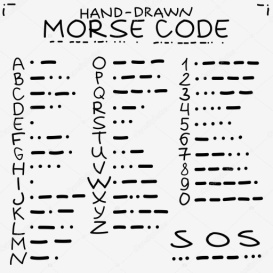 HAND-DRAWN
MORSE CODE
A
B
C
D
E
F
G
H
I
J
K
L
M
N
O
P
Q
R
S
T
U
V
W
X
Y
Z
1
2
3
4
5
6
7
8
9
0
SOS